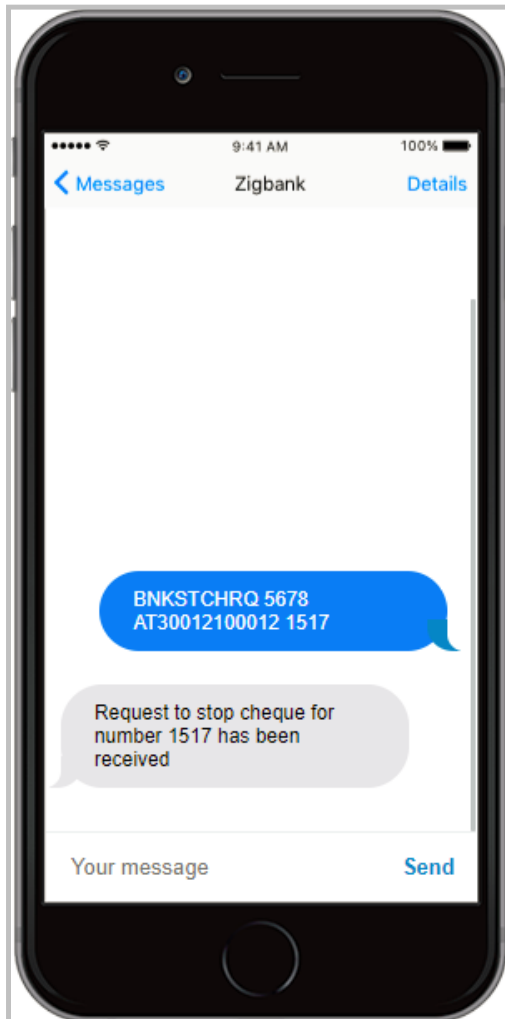 9:41 AM 100%
Messages Zigbank Details
BNKSTCHRQ 5678
AT30012100012 1517
Request to stop cheque for
number 1517 has been
received
Your message Send